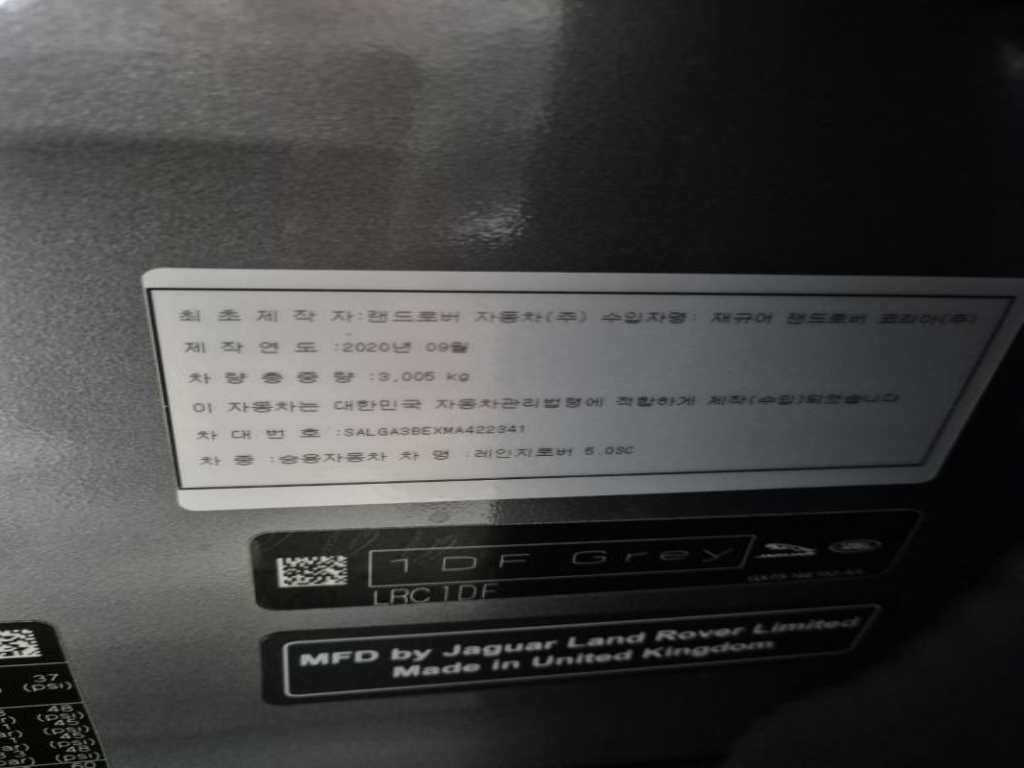 최 초 제 작 자:랜드로버 자동차(주) 수입자명: 재규어 랜드로버 코리아(주)
제 작 연 도 :2020년 09월
차 량 총 중 량 :3,005 kg
이 자동차는 대한민국 자동차관리법령에 적합하게 제작(수입)되었습니다
차 대 번 호 :SALGA3BEXMA422341
차 종 :승용자동차 차 명 :레인지로버 5.0SC
1DF Grey
LRC1DF
MFD by Jaguar Land Rover Limited
Made in United Kingdom
37
(psi)
48
(psi)